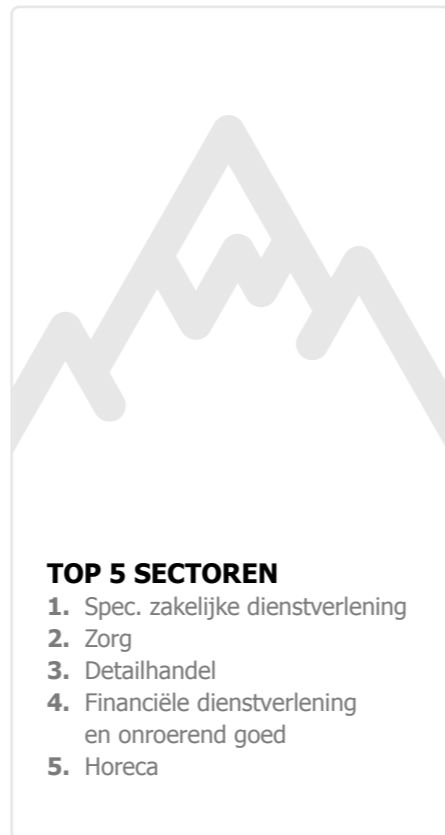 TOP 5 SECTOREN
1. Spec. zakelijke dienstverlening
2. Zorg
3. Detailhandel
4. Financiële dienstverlening
en onroerend goed
5. Horeca